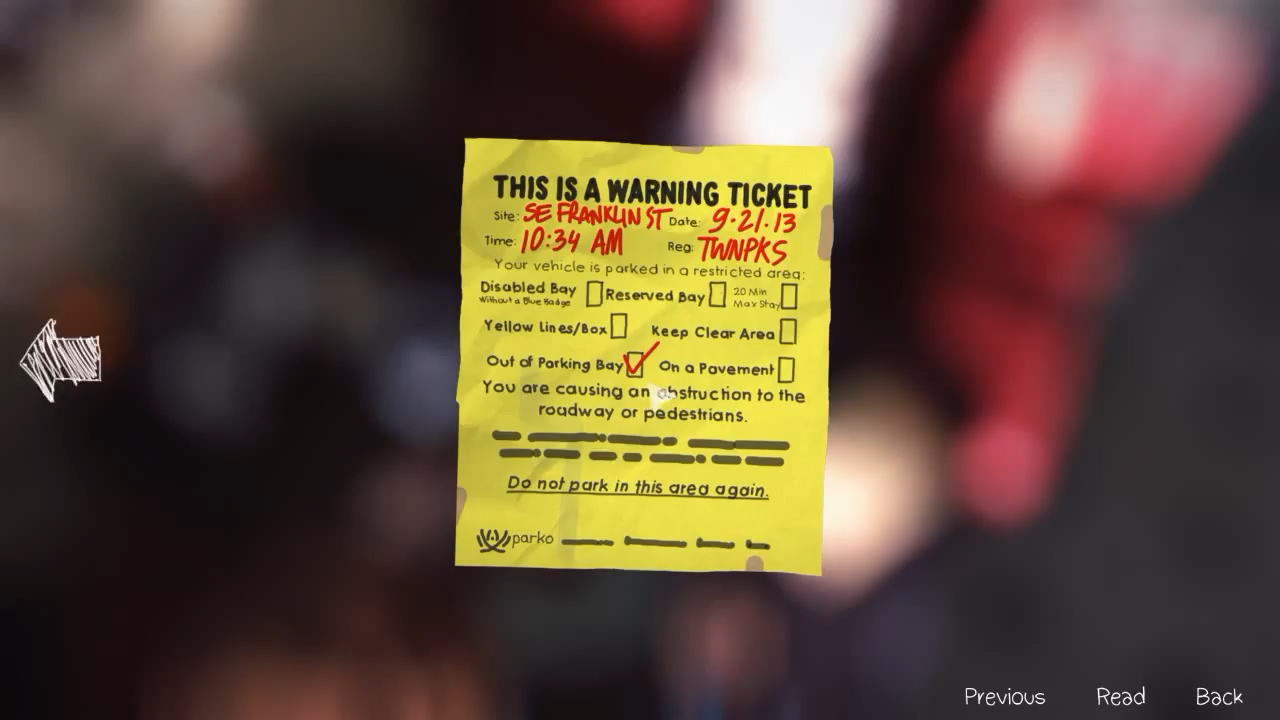 THIS IS A WARNING TICKET
Site: SE FRANKLIN ST Date: 9.21.13
Time: 10:34 AM Reg: TWNPKS
Your vehicle is parked in a restricted area:
Disabled Bay Reserved Bay 20 Min
Without a Blue Badge Max Stay
Yellow Lines/Box Keep Clear Area
Out of Parking Bay On a Pavement
You are causing an obstruction to the
roadway or pedestrians.
Do not park in this area again.
parko
Previous Read Back